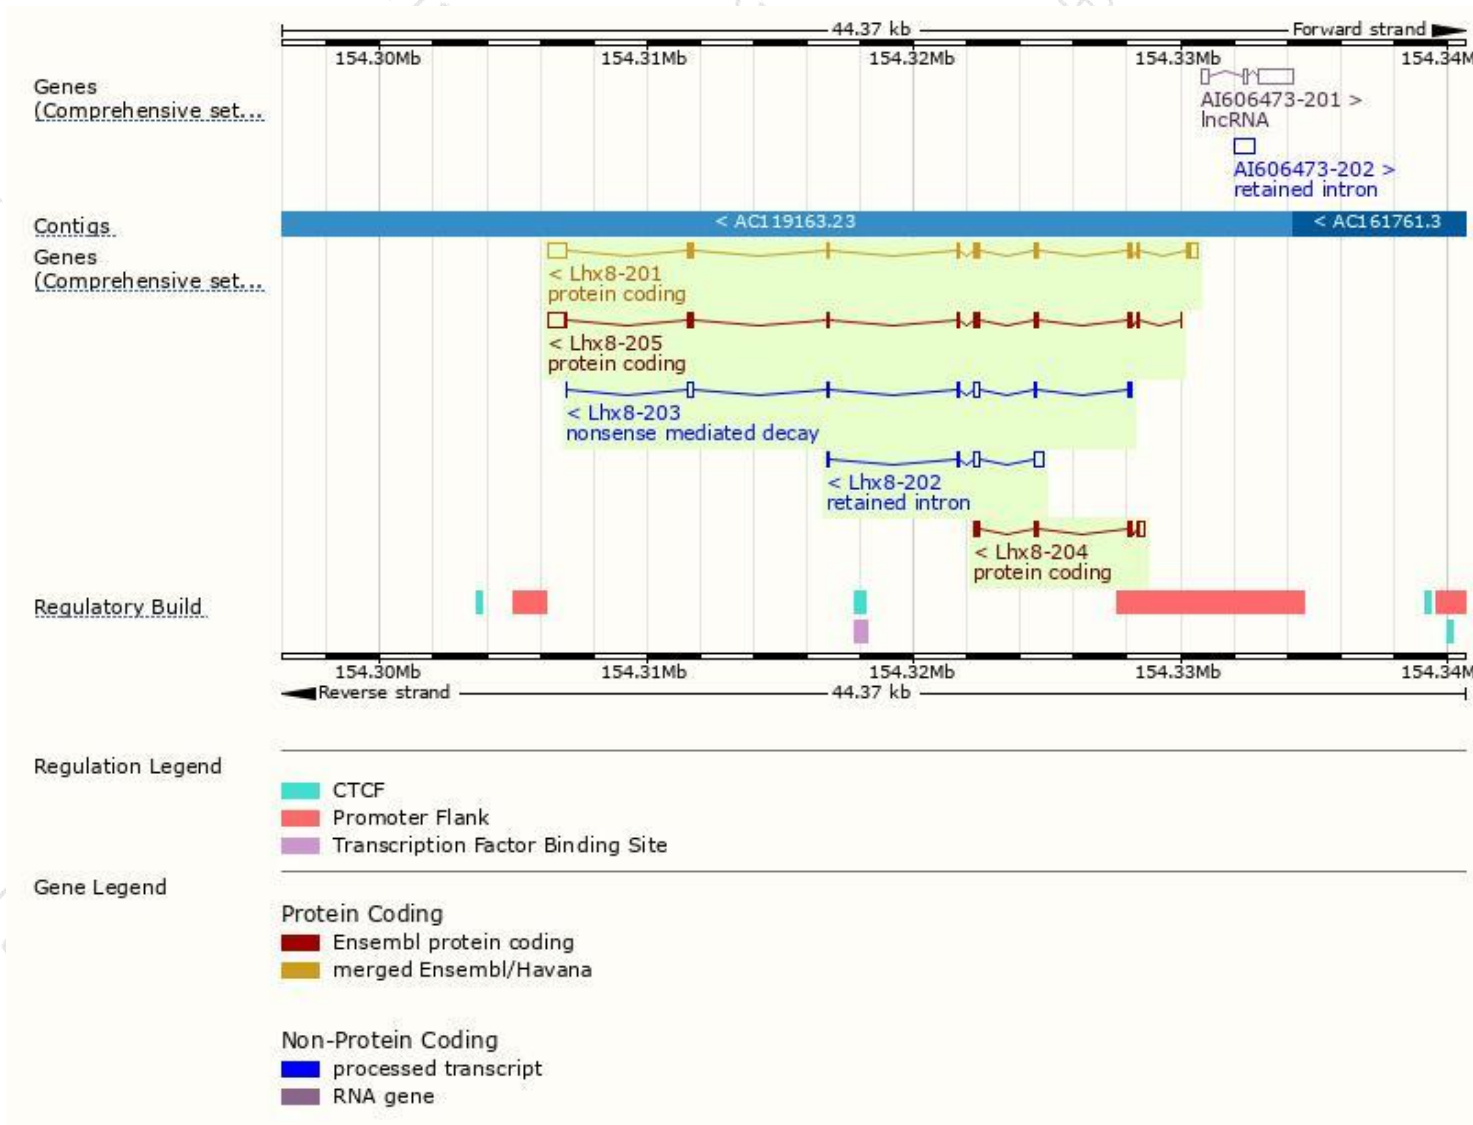 44.37 kb Forward strand
154.30Mb 154.31Mb 154.32Mb 154.33Mb 154.34M
Genes
(Comprehensive set...
AI606473-201 >
lncRNA
AI606473-202 >
retained intron
Contigs < AC119163.23 < AC161761.3
Genes
(Comprehensive set...
< Lhx8-201
protein coding
< Lhx8-205
protein coding
< Lhx8-203
nonsense mediated decay
< Lhx8-202
retained intron
< Lhx8-204
protein coding
Regulatory Build
154.30Mb 154.31Mb 154.32Mb 154.33Mb 154.34M
Reverse strand 44.37 kb
Regulation Legend
CTCF
Promoter Flank
Transcription Factor Binding Site
Gene Legend
Protein Coding
Ensembl protein coding
merged Ensembl/Havana
Non-Protein Coding
processed transcript
RNA gene